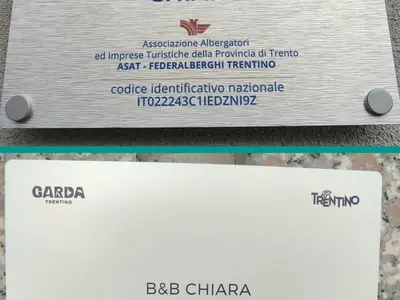 Associazione Albergatori
ed Imprese Turistiche della Provincia di Trento
ASAT - FEDERALBERGHI TRENTINO
codice identificativo nazionale
IT022243C1IEDZNI9Z
GARDA
TRENTINO
TRENTINO
B&B CHIARA